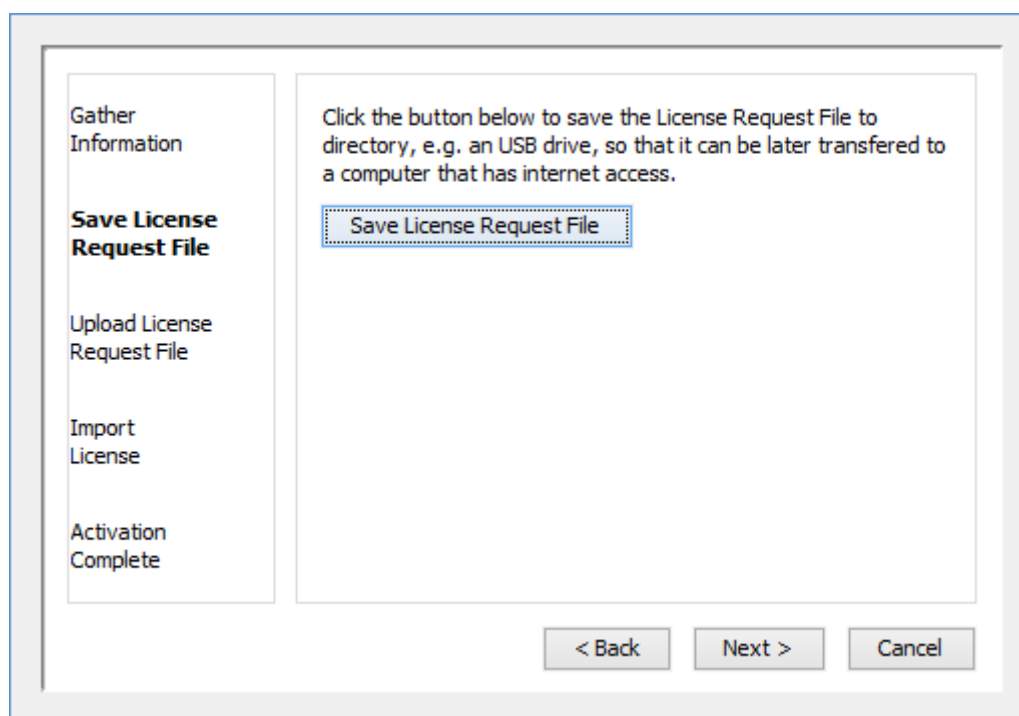 Gather
Information
Save License
Request File
Upload License
Request File
Import
License
Activation
Complete
Click the button below to save the License Request File to
directory, e.g. an USB drive, so that it can be later transfered to
a computer that has internet access.
Save License Request File
< Back
Next >
Cancel